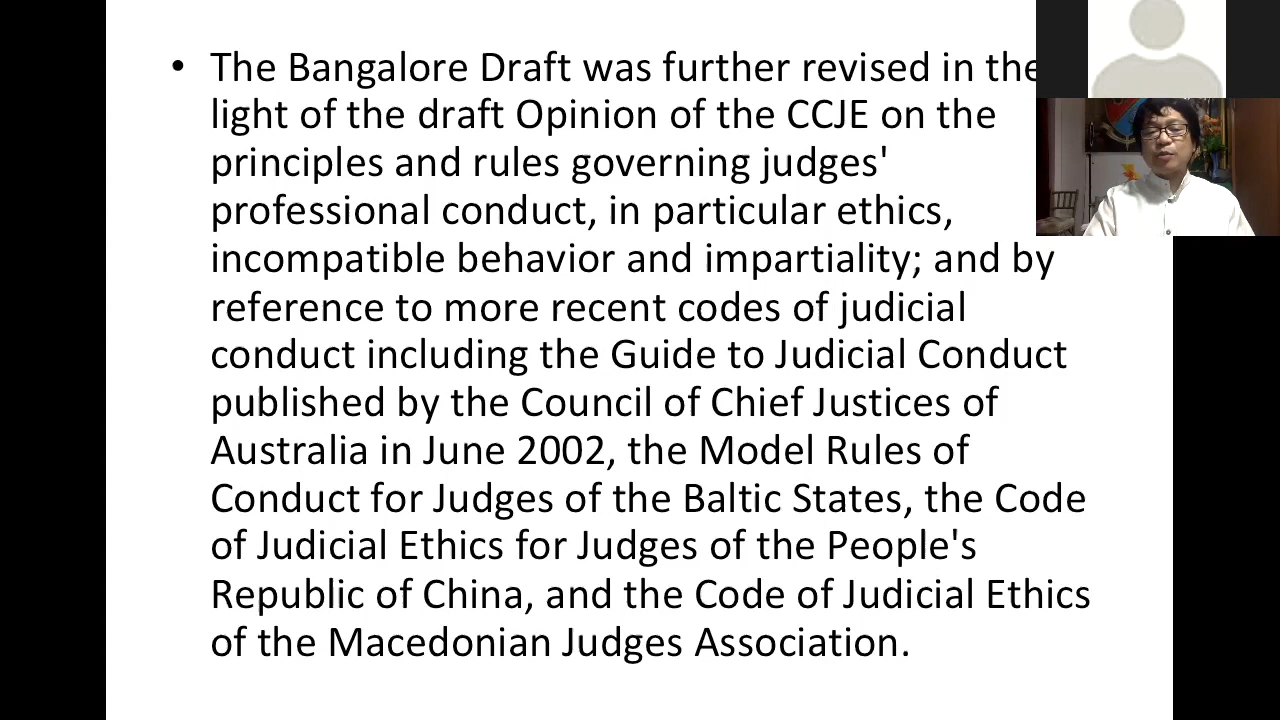 • The Bangalore Draft was further revised in the
light of the draft Opinion of the CCJE on the
principles and rules governing judges'
professional conduct, in particular ethics,
incompatible behavior and impartiality; and by
reference to more recent codes of judicial
conduct including the Guide to Judicial Conduct
published by the Council of Chief Justices of
Australia in June 2002, the Model Rules of
Conduct for Judges of the Baltic States, the Code
of Judicial Ethics for Judges of the People's
Republic of China, and the Code of Judicial Ethics
of the Macedonian Judges Association.